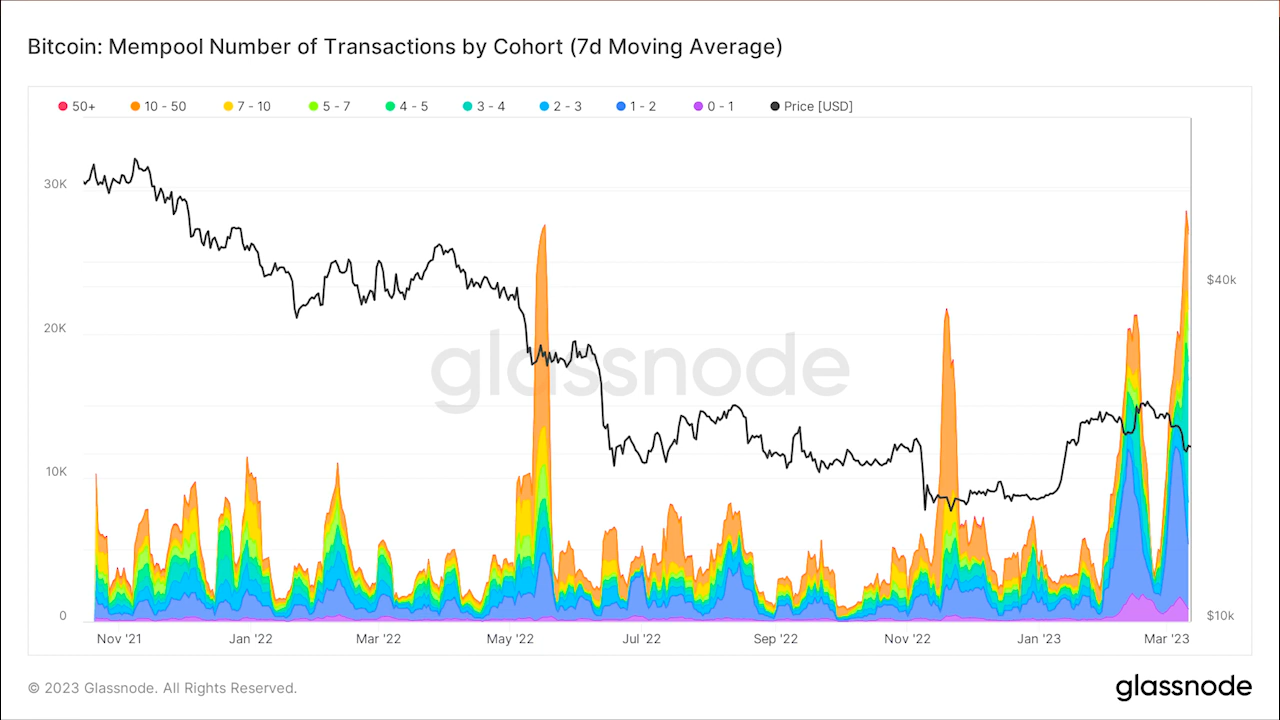 Bitcoin: Mempool Number of Transactions by Cohort (7d Moving Average)
50+ 10 - 50 7 - 10 5 - 7 4 - 5 3 - 4 2 - 3 1 - 2 0 - 1 Price [USD]
30K
$40k
20K
glassnode
10K
0
$10k
Nov '21 Jan '22 Mar '22 May '22 Jul '22 Sep '22 Nov '22 Jan '23 Mar '23
© 2023 Glassnode. All Rights Reserved.
glassnode